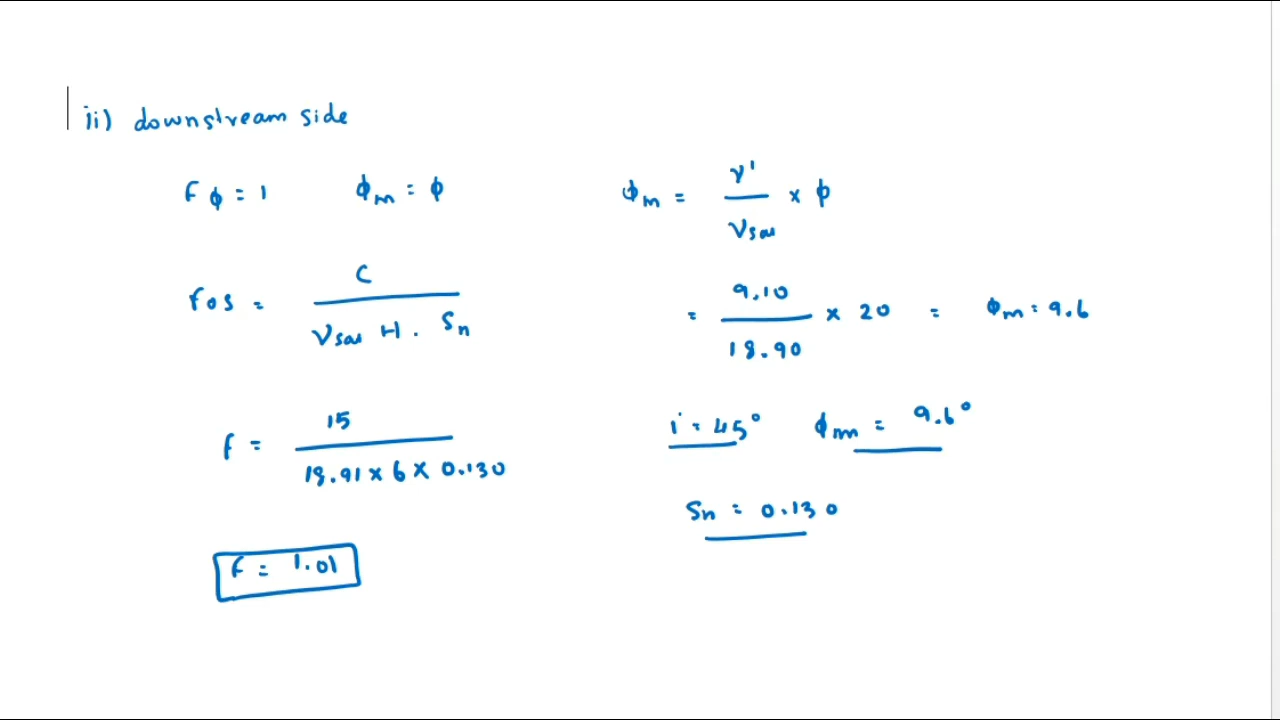 ii) downstream side
Fϕ = 1 ϕm = ϕ
ϕm = γ' / γsat × ϕ
FOS = C / γsat H . Sn
= 9.10 / 18.90 × 20 = ϕm = 9.6
F = 15 / 18.91 × 6 × 0.130
i = 45° ϕm = 9.6°
Sn = 0.130
F = 1.01